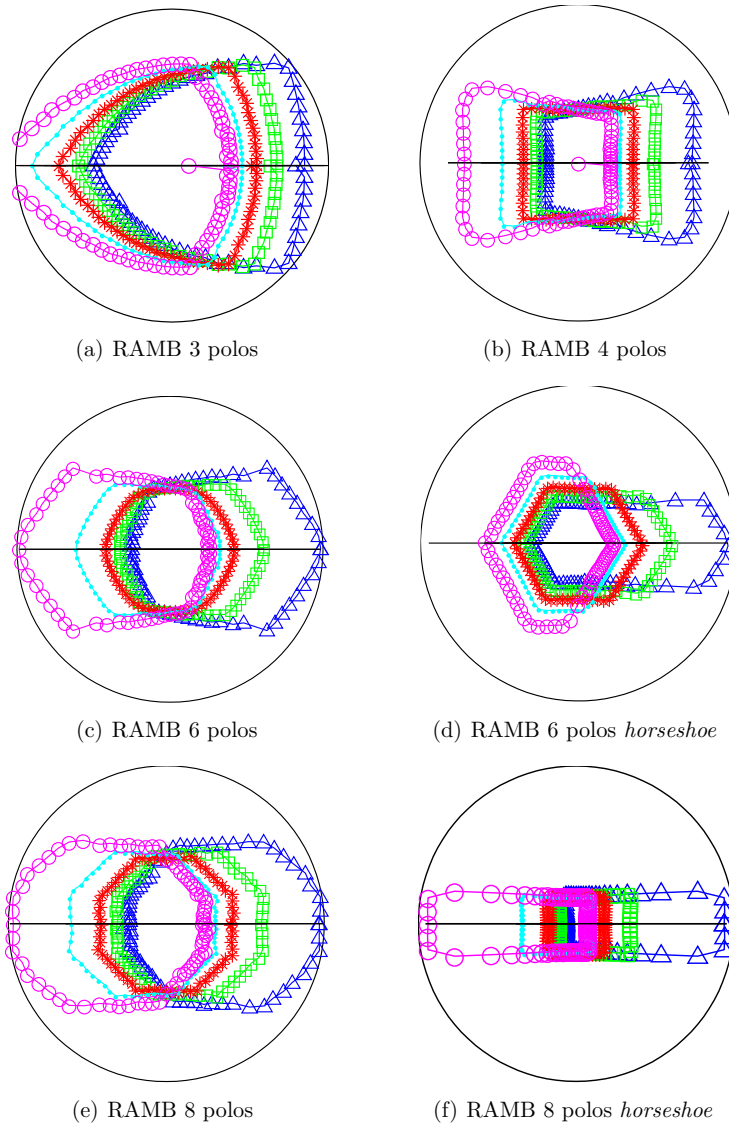 (a) RAMB 3 polos
(b) RAMB 4 polos
(c) RAMB 6 polos
(d) RAMB 6 polos horseshoe
(e) RAMB 8 polos
(f) RAMB 8 polos horseshoe